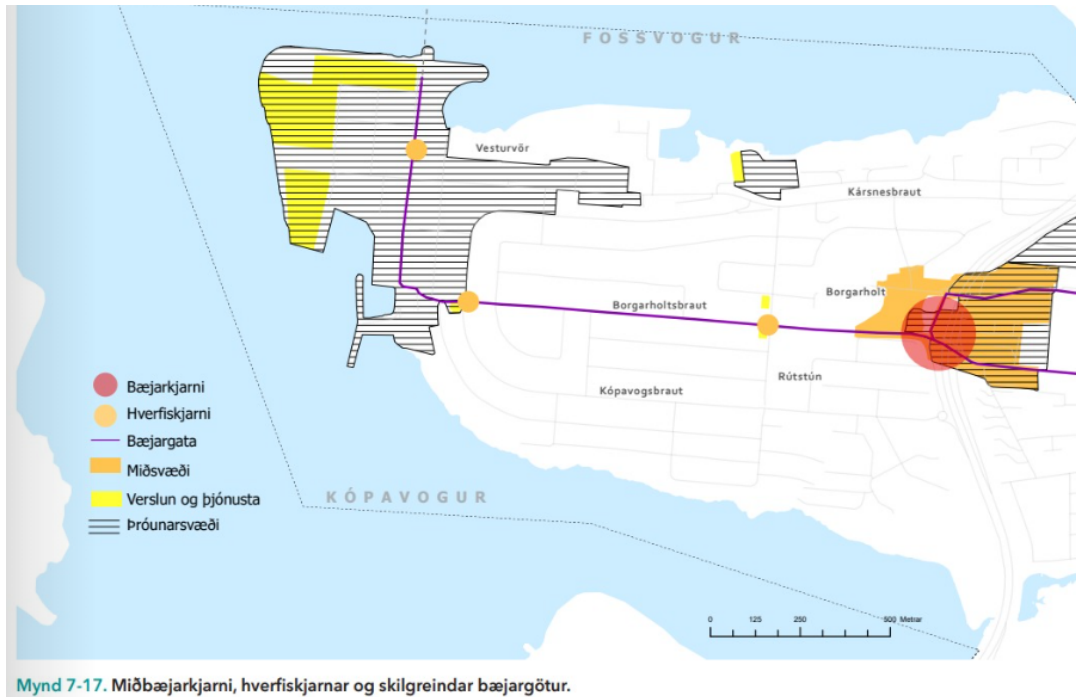 FOSSVOGUR
Vesturvör
Kársnesbraut
Borgarholtsbraut
Borgarholt
Rútstún
Kópavogsbraut
KÓPAVOGUR
Bæjarkjarni
Hverfiskjarni
Bæjargata
Miðsvæði
Verslun og þjónusta
Þróunarsvæði
0 125 250 500 Metrar
Mynd 7-17. Miðbæjarkjarni, hverfiskjarnar og skilgreindar bæjargötur.